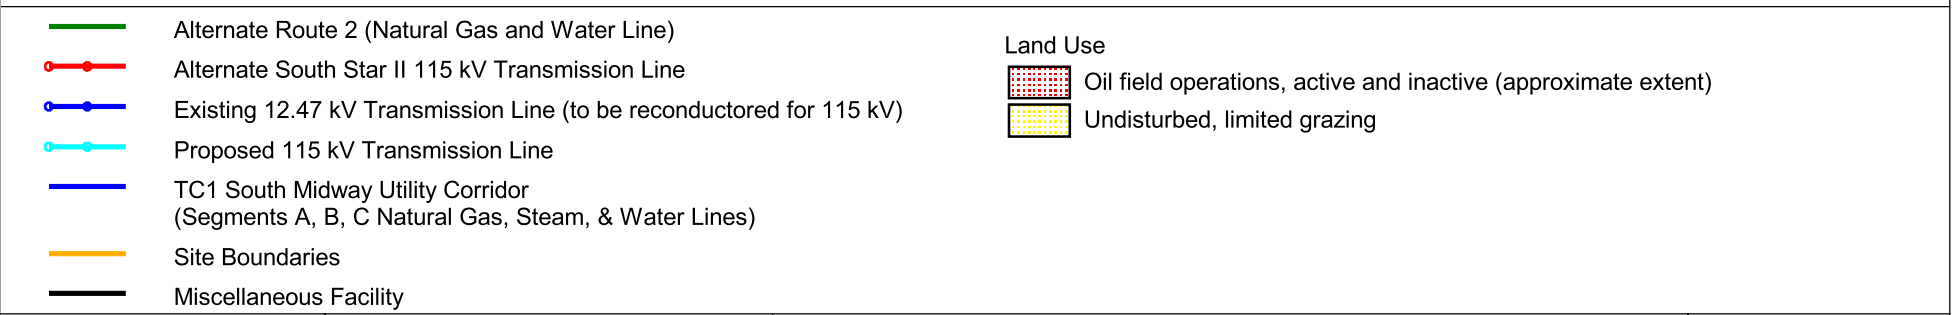 Alternate Route 2 (Natural Gas and Water Line)
Alternate South Star II 115 kV Transmission Line
Existing 12.47 kV Transmission Line (to be reconductored for 115 kV)
Proposed 115 kV Transmission Line
TC1 South Midway Utility Corridor
(Segments A, B, C Natural Gas, Steam, & Water Lines)
Site Boundaries
Miscellaneous Facility
Land Use
Oil field operations, active and inactive (approximate extent)
Undisturbed, limited grazing